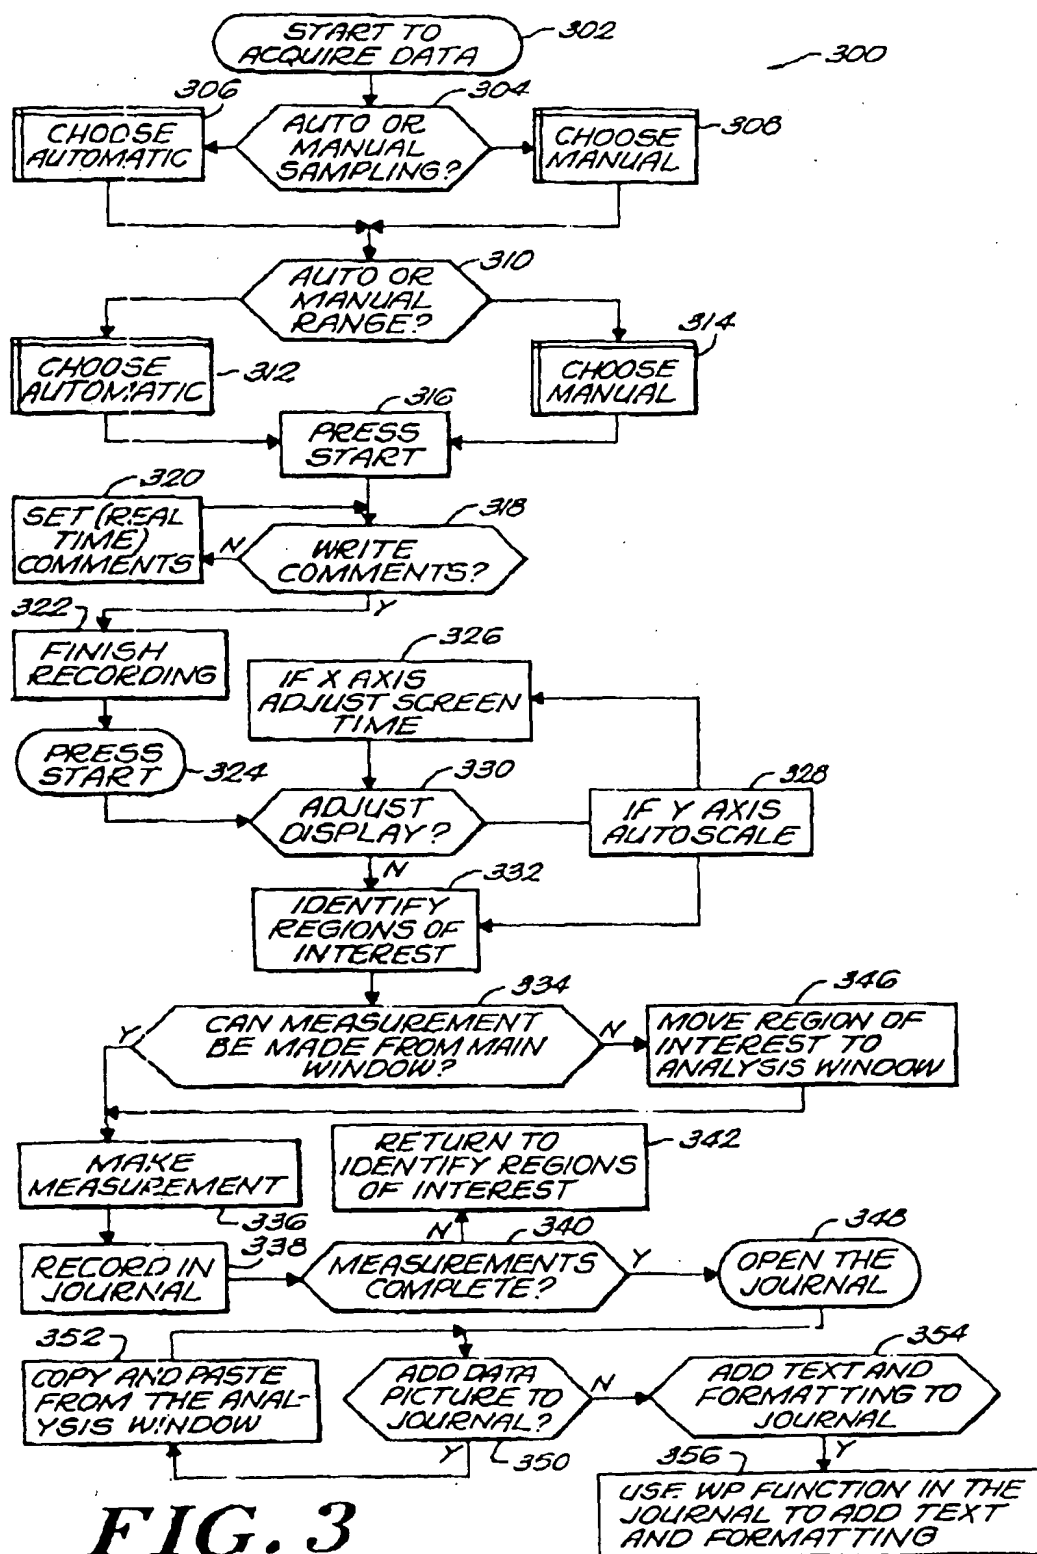 START TO
ACQUIRE DATA
302
300
306
304
308
CHOOSE
AUTOMATIC
AUTO OR
MANUAL
SAMPLING?
CHOOSE
MANUAL
310
AUTO OR
MANUAL
RANGE?
314
CHOOSE
AUTOMATIC
312
CHOOSE
MANUAL
316
PRESS
START
320
318
SET (REAL
TIME)
COMMENTS
N
WRITE
COMMENTS?
Y
322
FINISH
RECORDING
326
IF X AXIS
ADJUST SCREEN
TIME
PRESS
START
324
330
328
ADJUST
DISPLAY?
IF Y AXIS
AUTOSCALE
N
332
IDENTIFY
REGIONS OF
INTEREST
334
346
Y
CAN MEASUREMENT
BE MADE FROM MAIN
WINDOW?
N
MOVE REGION OF
INTEREST TO
ANALYSIS WINDOW
MAKE
MEASUREMENT
336
RETURN TO
IDENTIFY REGIONS
OF INTEREST
342
N
340
348
RECORD IN
JOURNAL
338
MEASUREMENTS
COMPLETE?
Y
OPEN THE
JOURNAL
352
354
COPY AND PASTE
FROM THE ANAL-
YSIS WINDOW
ADD DATA
PICTURE TO
JOURNAL?
N
ADD TEXT AND
FORMATTING TO
JOURNAL
Y
350
Y
356
USE WP FUNCTION IN THE
JOURNAL TO ADD TEXT
AND FORMATTING
FIG. 3